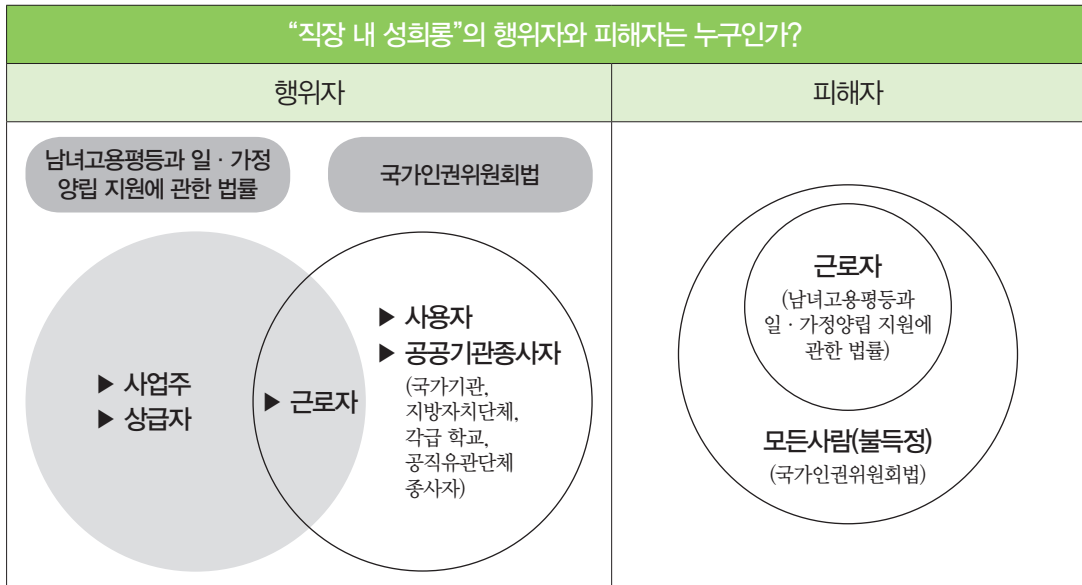 “직장 내 성희롱”의 행위자와 피해자는 누구인가?
행위자
피해자
남녀고용평등과 일 · 가정
양립 지원에 관한 법률
국가인권위원회법
▶ 사업주
▶ 상급자
▶ 근로자
▶ 사용자
▶ 공공기관종사자
(국가기관,
지방자치단체,
각급 학교,
공직유관단체
종사자)
근로자
(남녀고용평등과
일 · 가정양립 지원에
관한 법률)
모든사람(불득정)
(국가인권위원회법)